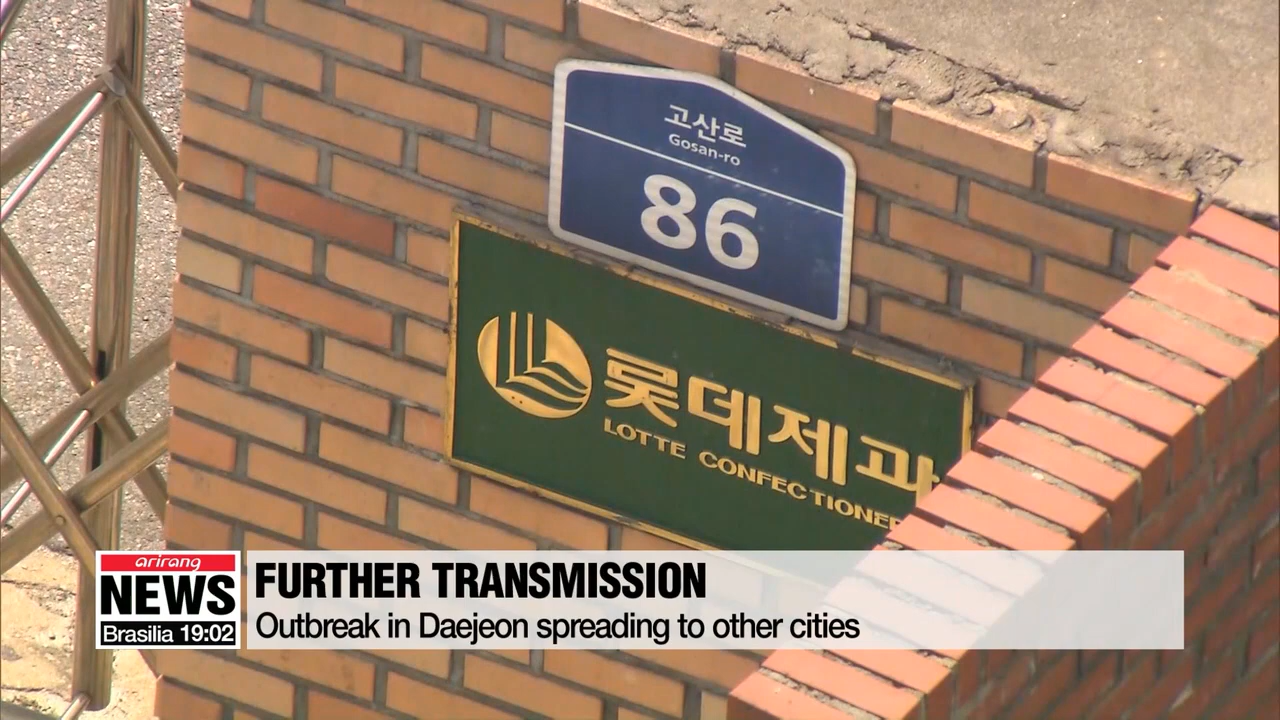 고산로
Gosan-ro
86
롯데제과
LOTTE CONFECTIONER
arirang
NEWS
Brasilia 19:02
FURTHER TRANSMISSION
Outbreak in Daejeon spreading to other cities